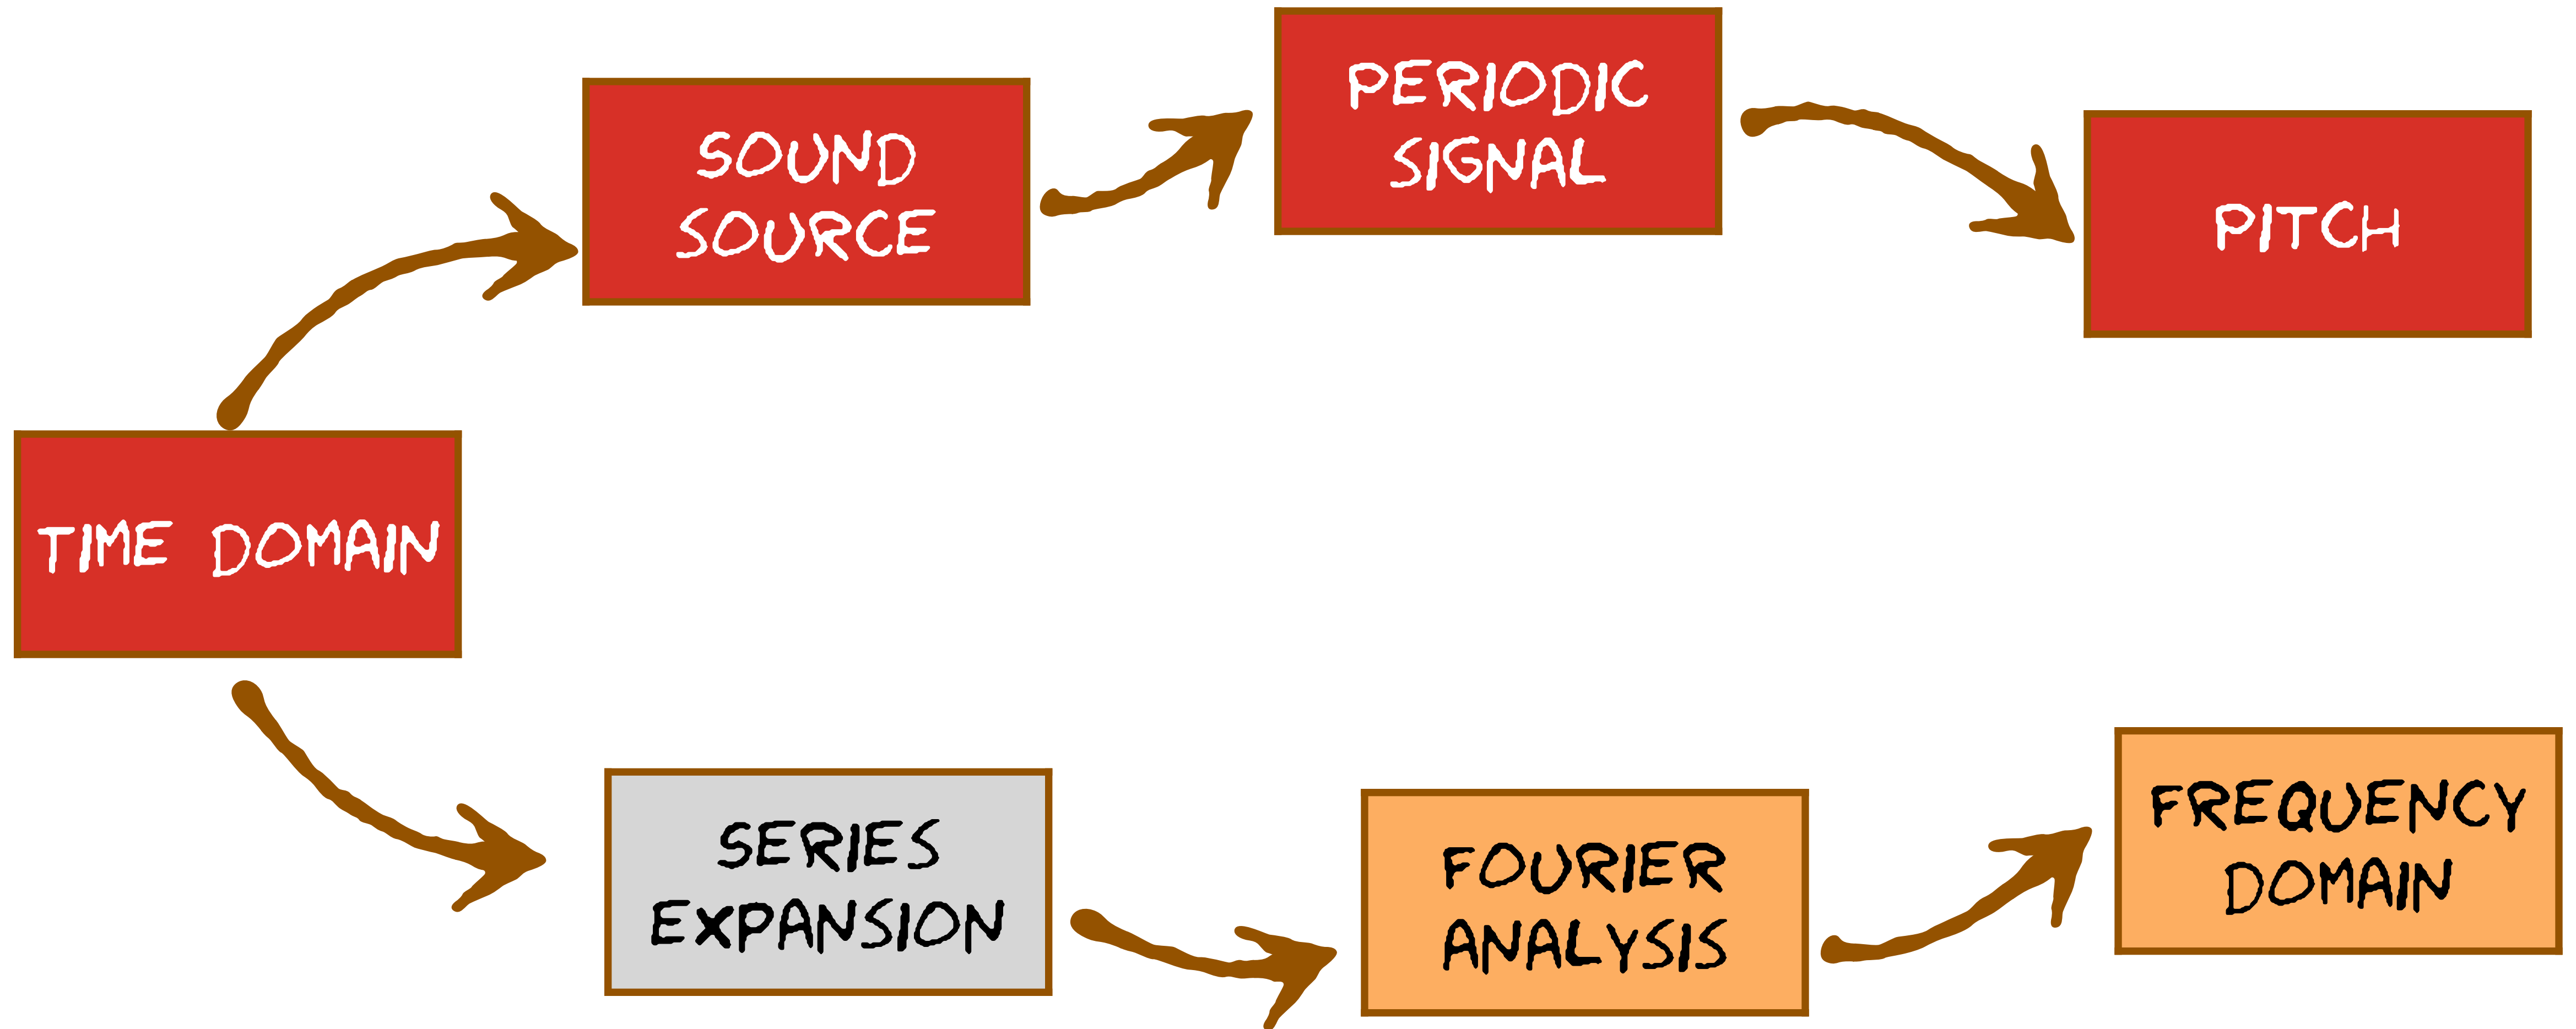 PERIODIC
SIGNAL
SOUND
SOURCE
PITCH
TIME DOMAIN
SERIES
EXPANSION
FOURIER
ANALYSIS
FREQUENCY
DOMAIN